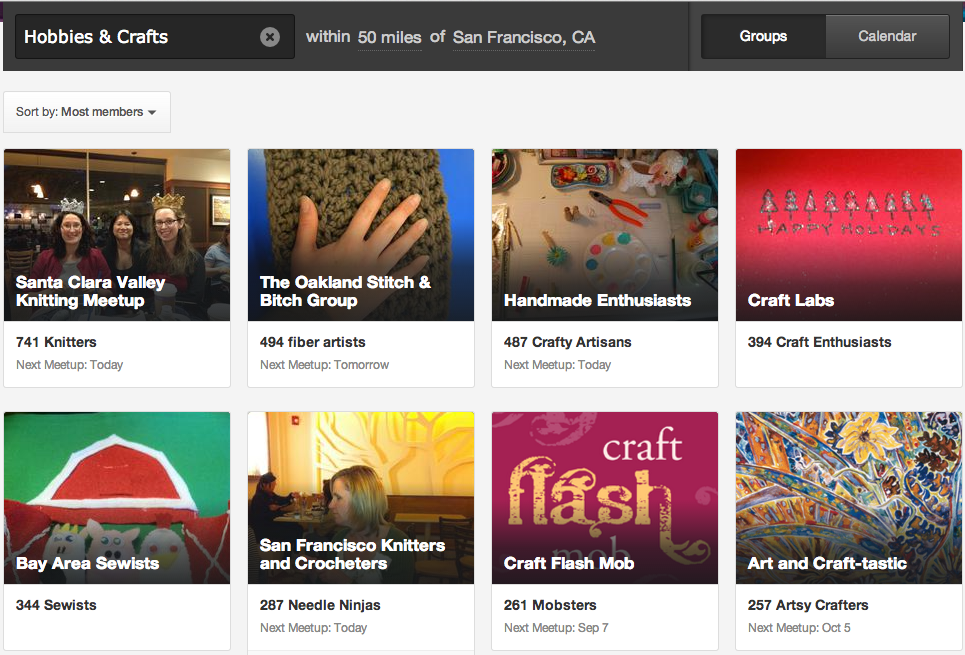 Hobbies & Crafts
within 50 miles of San Francisco, CA
Groups
Calendar
Sort by: Most members
Santa Clara Valley
Knitting Meetup
741 Knitters
Next Meetup: Today
The Oakland Stitch &
Bitch Group
494 fiber artists
Next Meetup: Tomorrow
Handmade Enthusiasts
487 Crafty Artisans
Next Meetup: Today
HAPPY HOLIDAYS
Craft Labs
394 Craft Enthusiasts
Bay Area Sewists
344 Sewists
San Francisco Knitters
and Crocheters
287 Needle Ninjas
Next Meetup: Today
craft
flash
mob
Craft Flash Mob
261 Mobsters
Next Meetup: Sep 7
Art and Craft-tastic
257 Artsy Crafters
Next Meetup: Oct 5